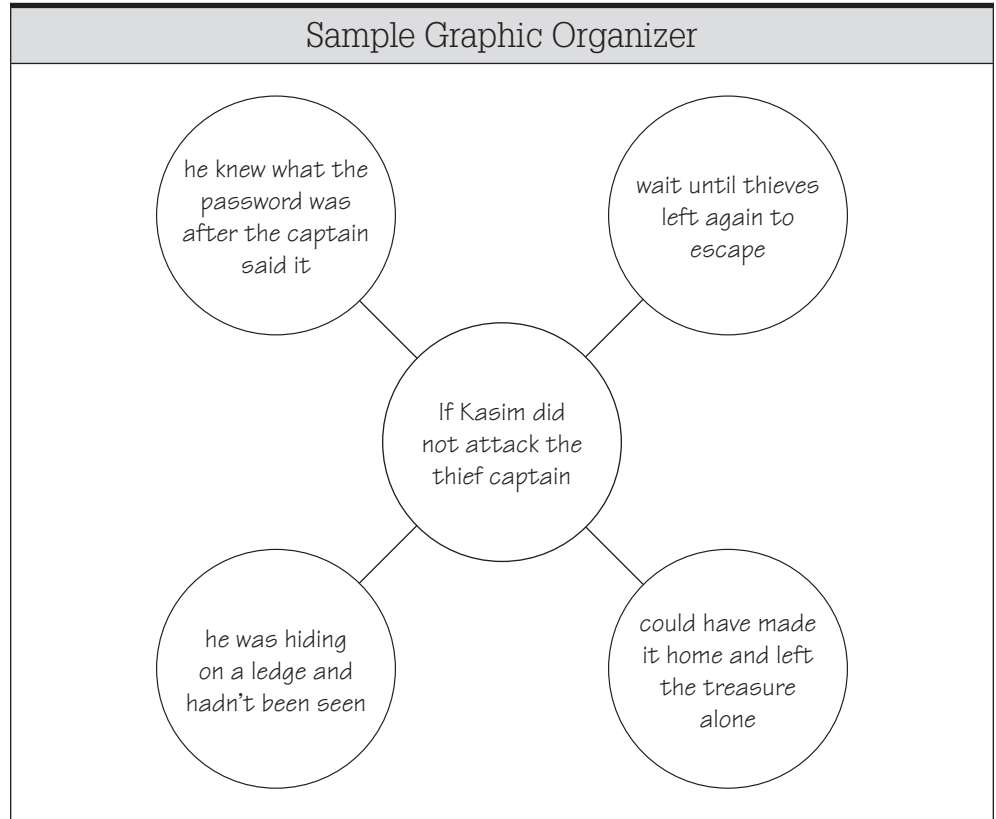 Sample Graphic Organizer
he knew what the
password was
after the captain
said it
wait until thieves
left again to
escape
If Kasim did
not attack the
thief captain
he was hiding
on a ledge and
hadn't been seen
could have made
it home and left
the treasure
alone